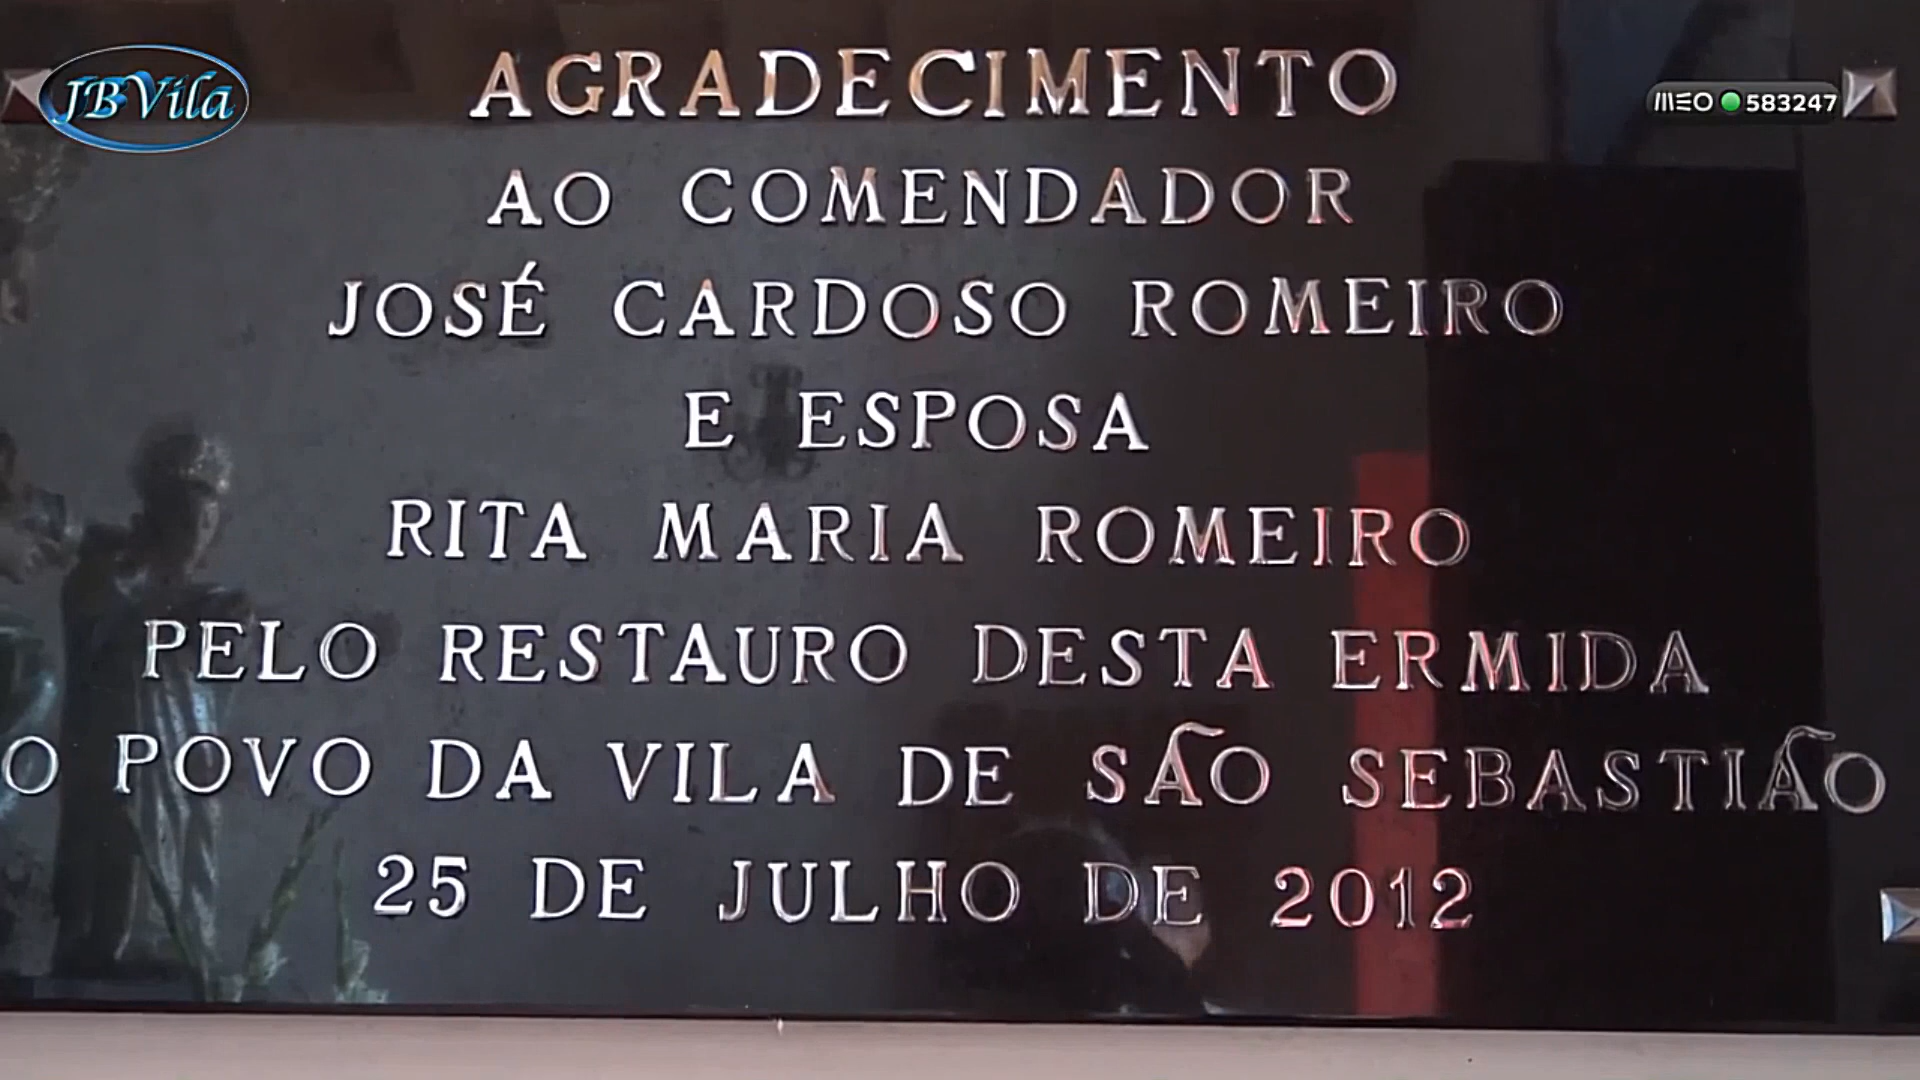 JBVila
MEO 583247
AGRADECIMENTO
AO COMENDADOR
JOSÉ CARDOSO ROMEIRO
E ESPOSA
RITA MARIA ROMEIRO
PELO RESTAURO DESTA ERMIDA
O POVO DA VILA DE SÃO SEBASTIÃO
25 DE JULHO DE 2012